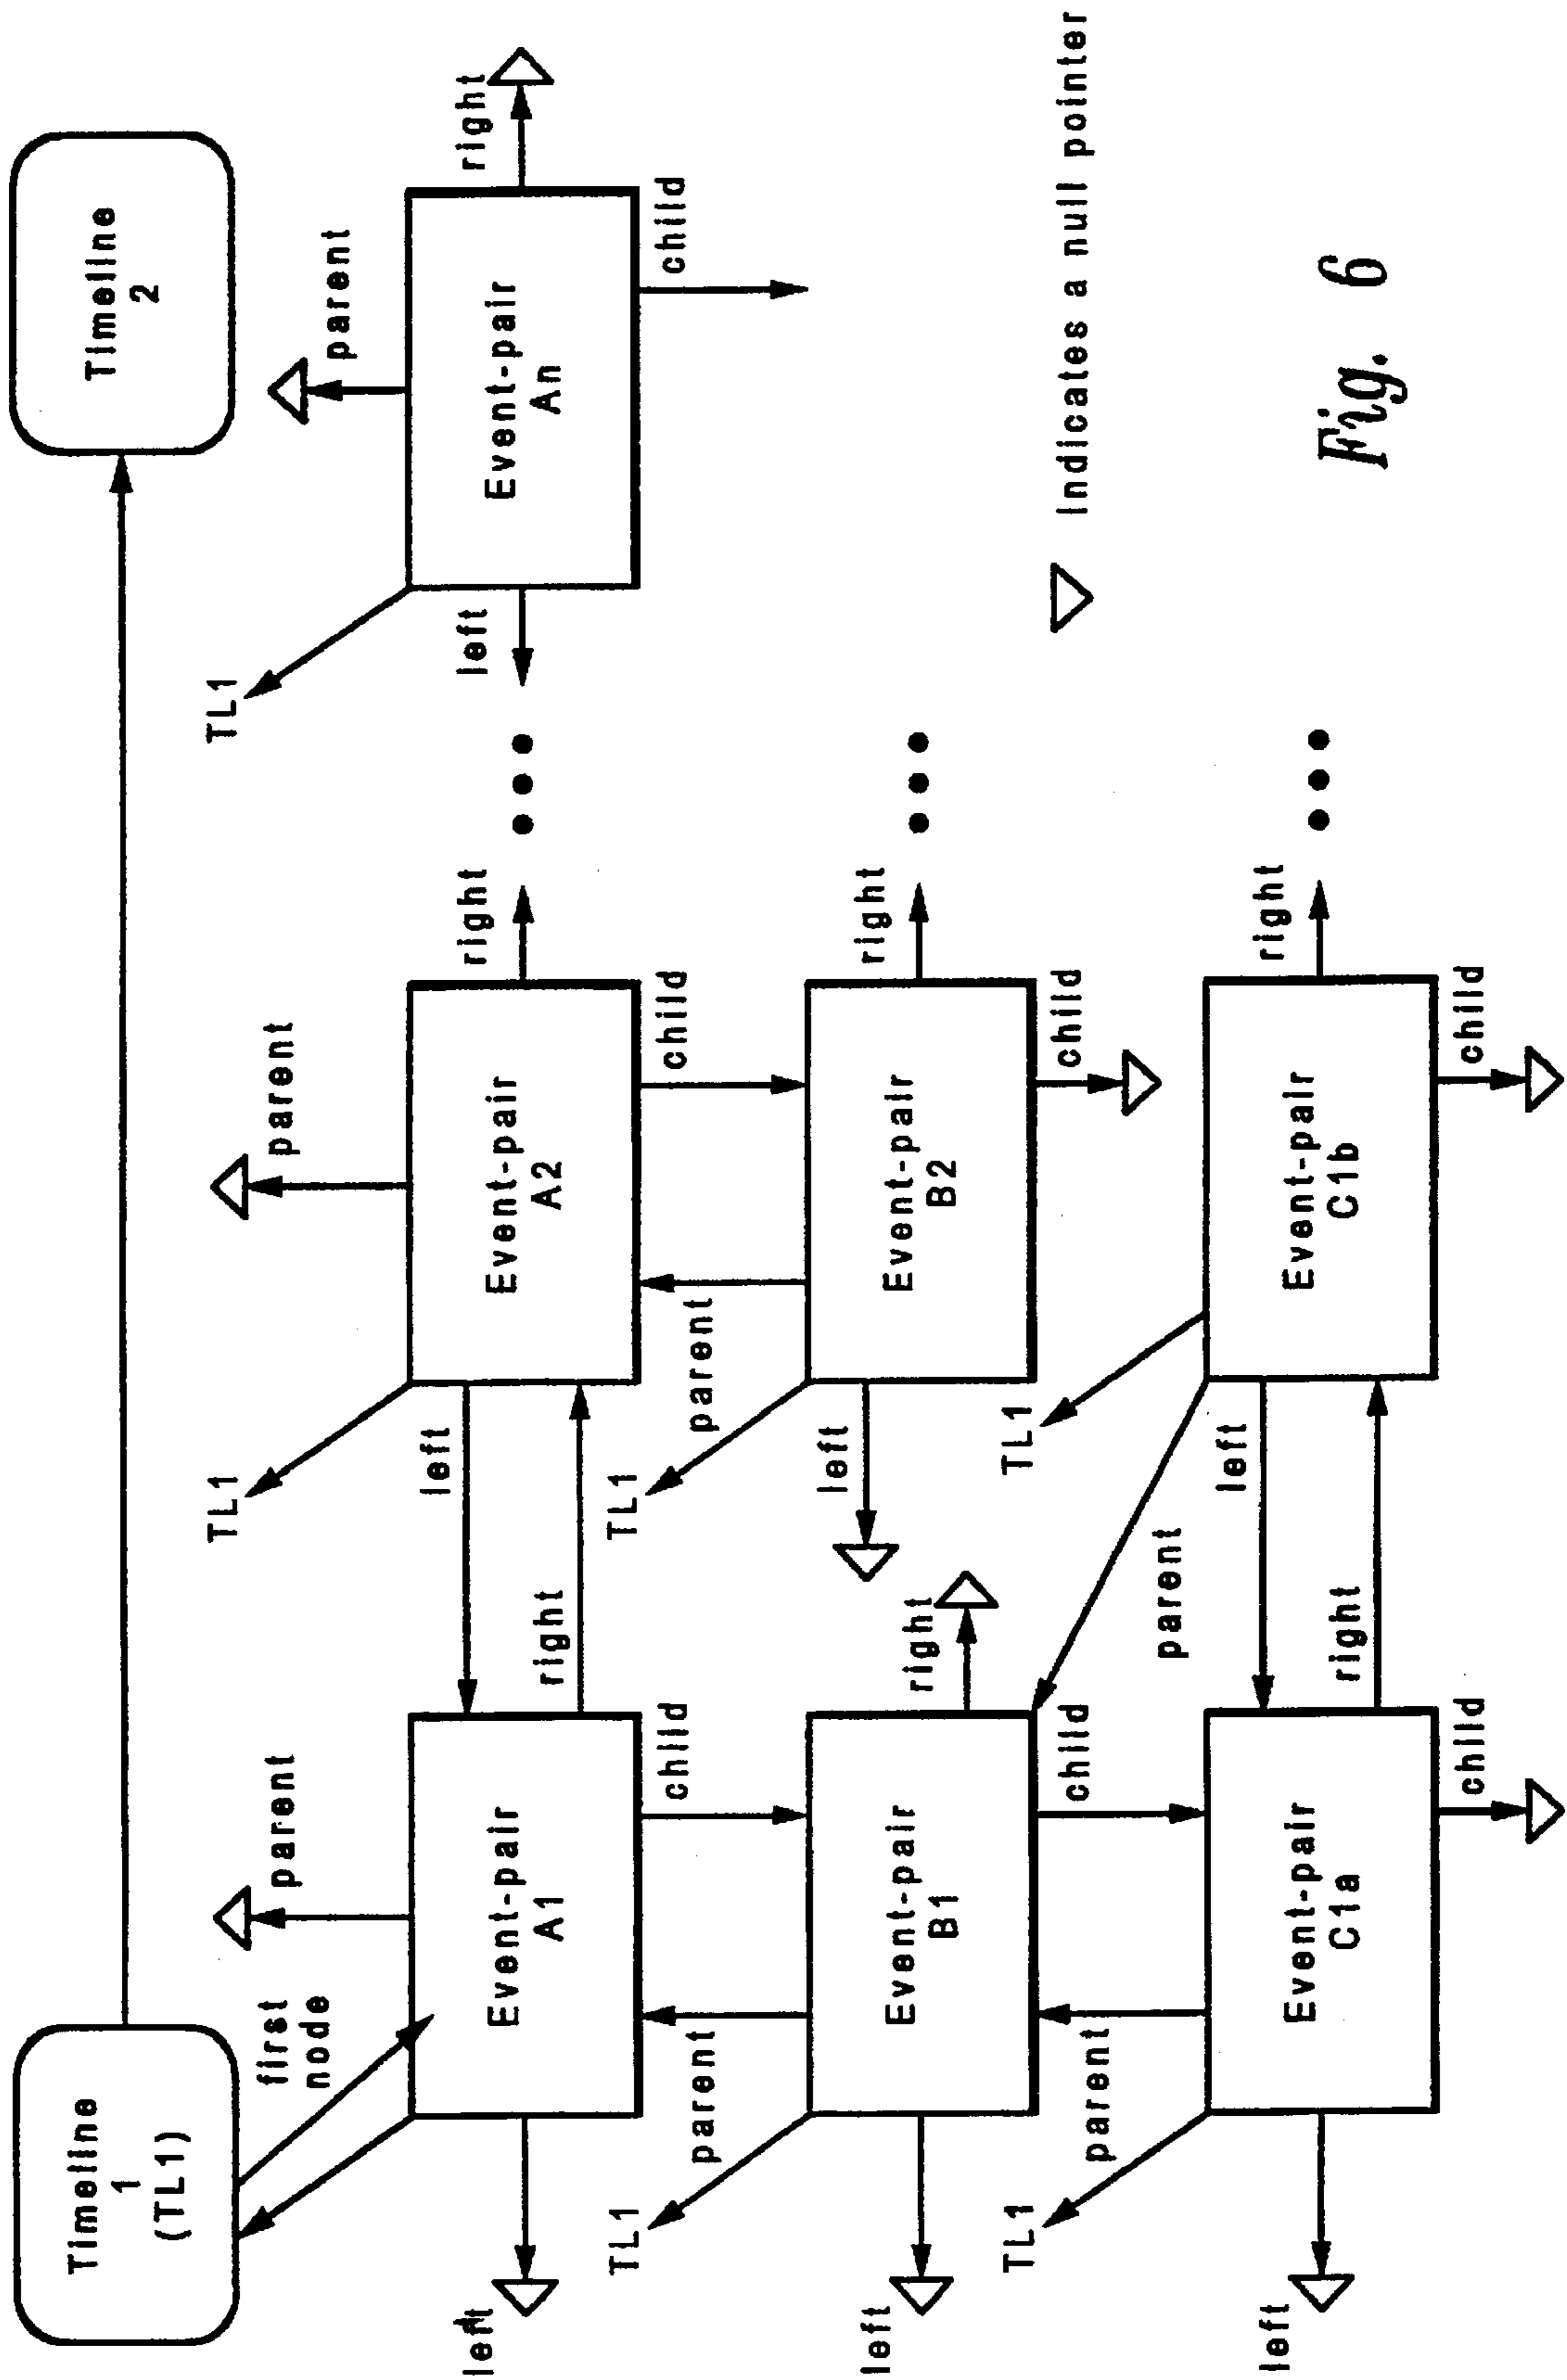 Timeline
1
(TL1)
Timeline
2
first
node
parent
parent
parent
TL1
TL1
left
Event-pair
A1
left
right
Event-pair
A2
right
left
Event-pair
An
right
child
child
child
TL1
parent
TL1
parent
left
Event-pair
B1
right
left
Event-pair
B2
right
child
child
TL1
parent
parent
TL1
left
Event-pair
C1a
left
right
Event-pair
C1b
right
child
child
Indicates a null pointer
Fig. 6